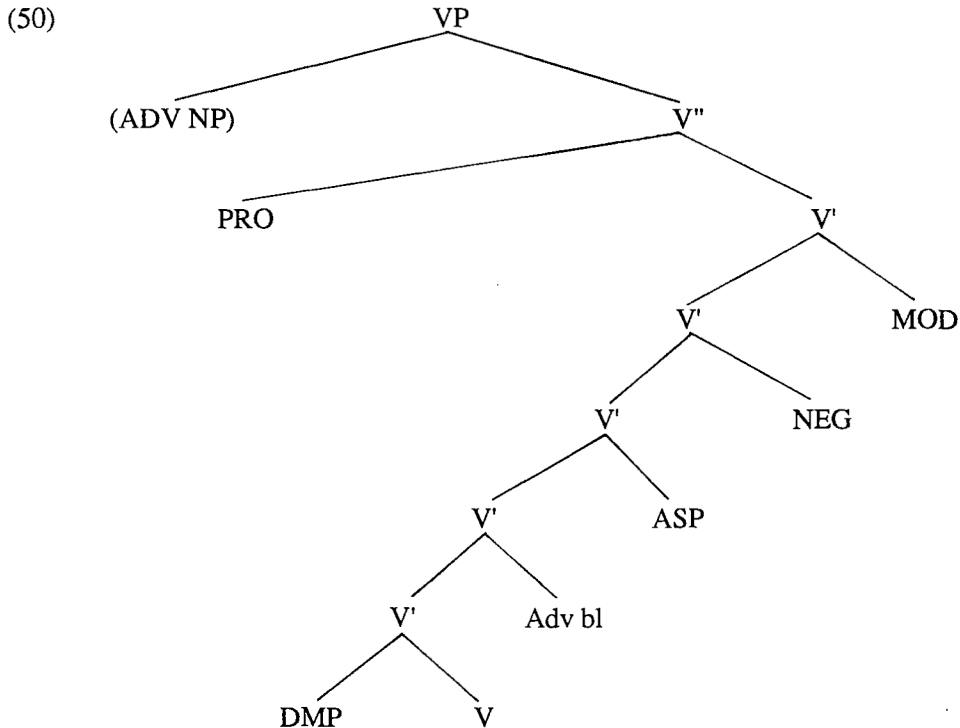 (50)
VP
(ADV NP) V"
PRO V'
V' MOD
V' NEG
V' ASP
V' Adv bl
DMP V